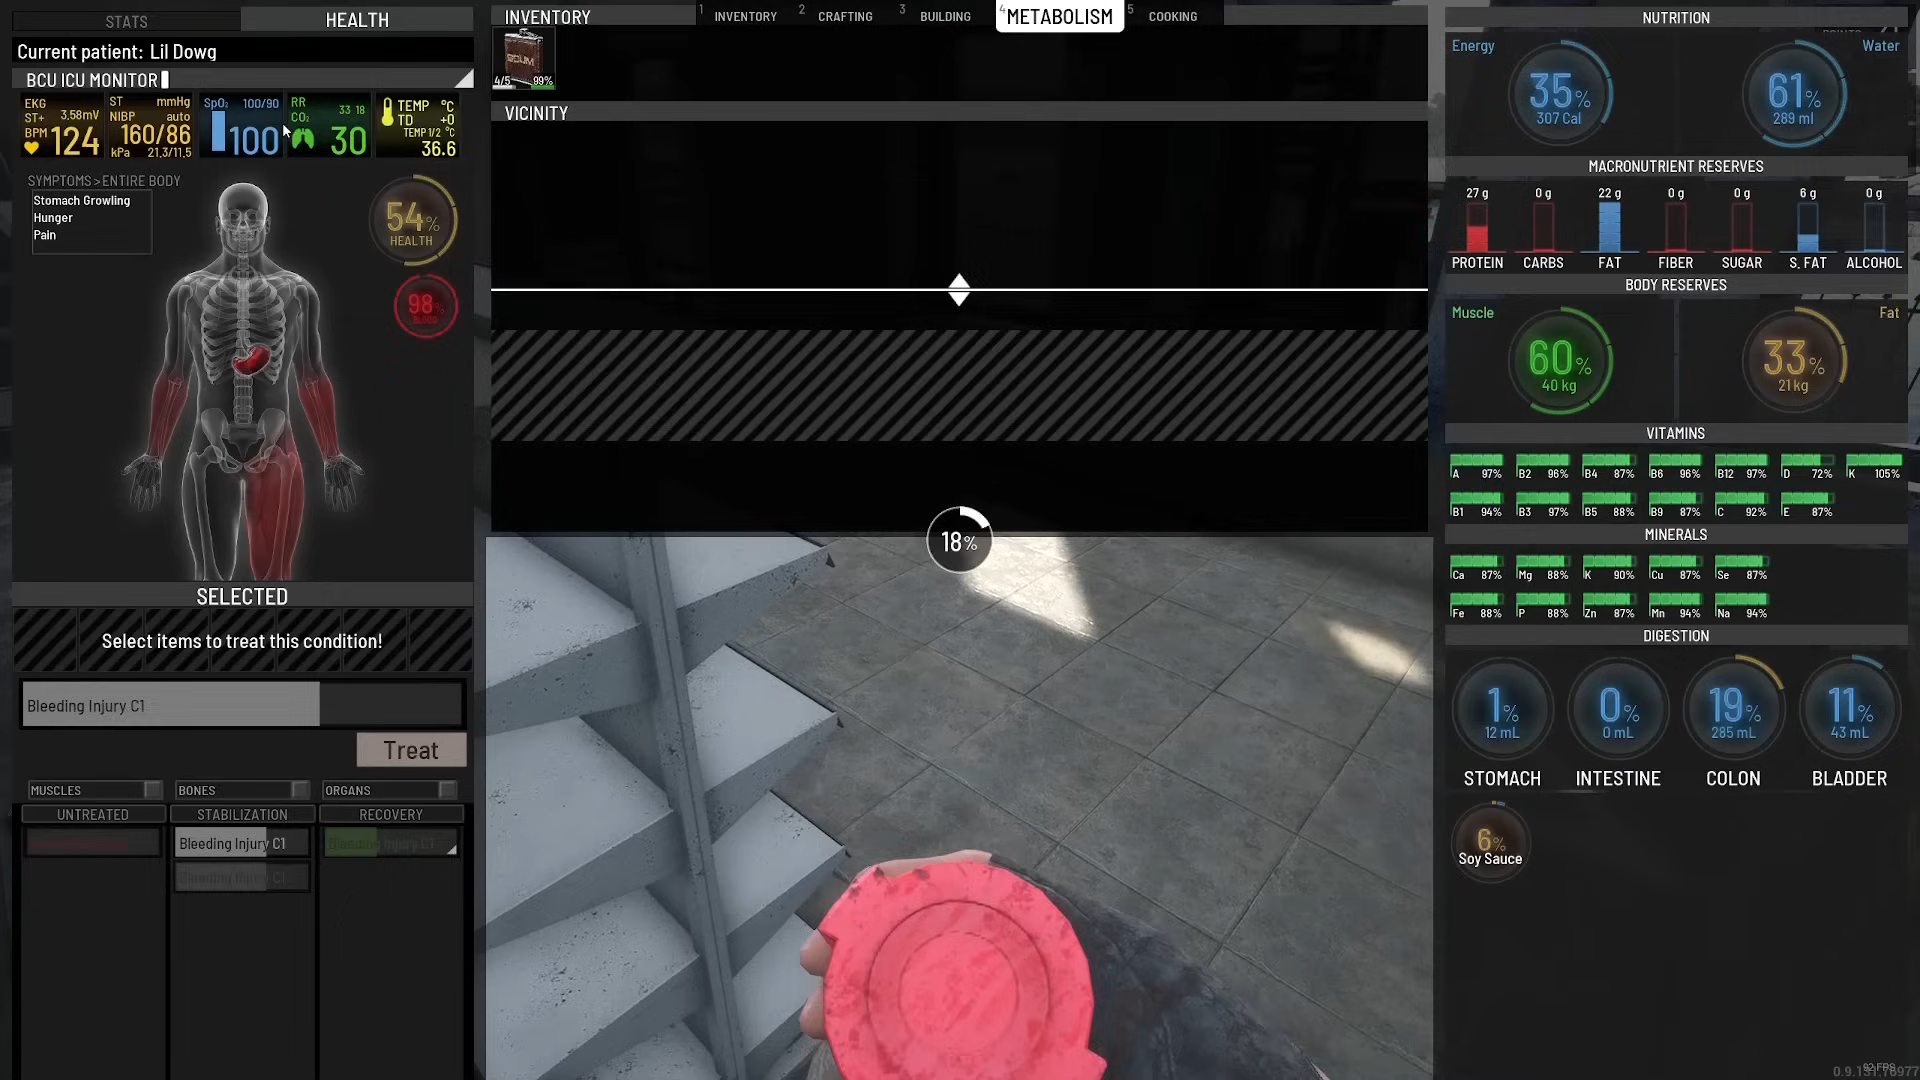 STATS
HEALTH
Current patient: Lil Dowg
BCU ICU MONITOR
EKG
ST+ 3.58mV
BPM 124
ST mmHg
NIBP auto
160/86
kPa 21.3/11.5
SpO₂ 100/90
100
RR 33 18
CO₂
30
TEMP °C
TD +0
TEMP 1/2 °C
36.6
SYMPTOMS>ENTIRE BODY
Stomach Growling
Hunger
Pain
54%
HEALTH
98%
BLOOD
SELECTED
Select items to treat this condition!
Bleeding Injury C1
Treat
MUSCLES BONES ORGANS
UNTREATED STABILIZATION RECOVERY
Bleeding Injury C1 Bleeding Injury C1
Bleeding Injury C1
INVENTORY
1 INVENTORY 2 CRAFTING 3 BUILDING 4 METABOLISM 5 COOKING
SCUM
4/5 99%
VICINITY
18%
NUTRITION
Energy Water
35% 61%
307 Cal 289 ml
MACRONUTRIENT RESERVES
27 g 0 g 22 g 0 g 0 g 6 g 0 g
PROTEIN CARBS FAT FIBER SUGAR S. FAT ALCOHOL
BODY RESERVES
Muscle Fat
60% 33%
40 kg 21 kg
VITAMINS
A 97% B2 96% B4 87% B6 96% B12 97% D 72% K 105%
B1 94% B3 97% B5 88% B9 87% C 92% E 87%
MINERALS
Ca 87% Mg 88% K 90% Cu 87% Se 87%
Fe 88% P 88% Zn 87% Mn 94% Na 94%
DIGESTION
1% 0% 19% 11%
12 mL 0 mL 285 mL 43 mL
STOMACH INTESTINE COLON BLADDER
6%
Soy Sauce